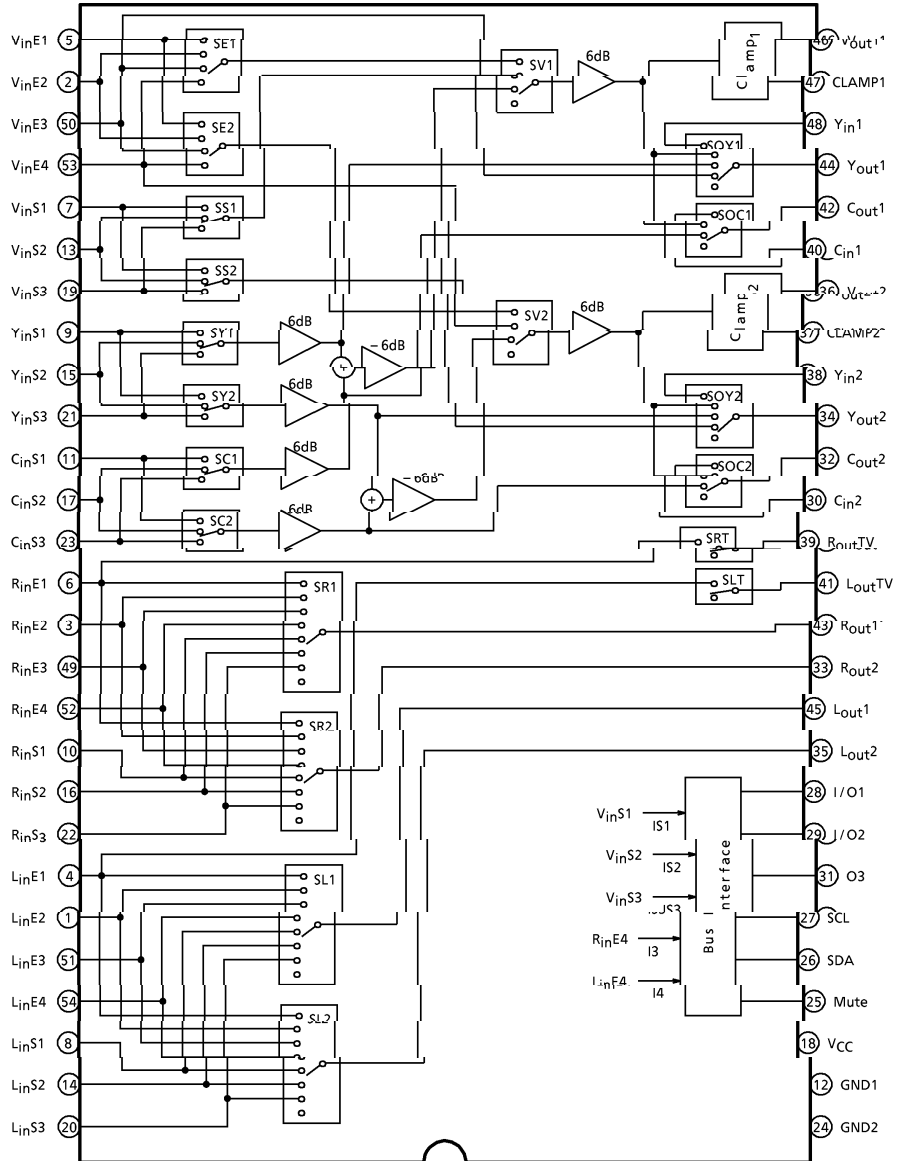 VinE1 5
VinE2 2
VinE3 50
VinE4 53
VinS1 7
VinS2 13
VinS3 19
YinS1 9
YinS2 15
YinS3 21
CinS1 11
CinS2 17
CinS3 23
RinE1 6
RinE2 3
RinE3 49
RinE4 52
RinS1 10
RinS2 16
RinS3 22
LinE1 4
LinE2 1
LinE3 51
LinE4 54
LinS1 8
LinS2 14
LinS3 20
SE1
SE2
SS1
SS2
SY1
SY2
SC1
SC2
6dB
6dB
6dB
6dB
+
−6dB
+
−6dB
SR1
SR2
SL1
SL2
SV1
6dB
SV2
6dB
Clamp1
SOY1
SOC1
Clamp2
SOY2
SOC2
SRT
SLT
VinS1
IS1
VinS2
IS2
VinS3
IS3
RinE4
I3
LinE4
I4
47 CLAMP1
48 Yin1
44 Yout1
42 Cout1
40 Cin1
36
37 CLAMP2
38 Yin2
34 Yout2
32 Cout2
30 Cin2
39 RoutTV
41 LoutTV
43 Rout1
33 Rout2
45 Lout1
35 Lout2
28 I/O1
29 I/O2
31 O3
27 SCL
26 SDA
25 Mute
18 VCC
12 GND1
24 GND2